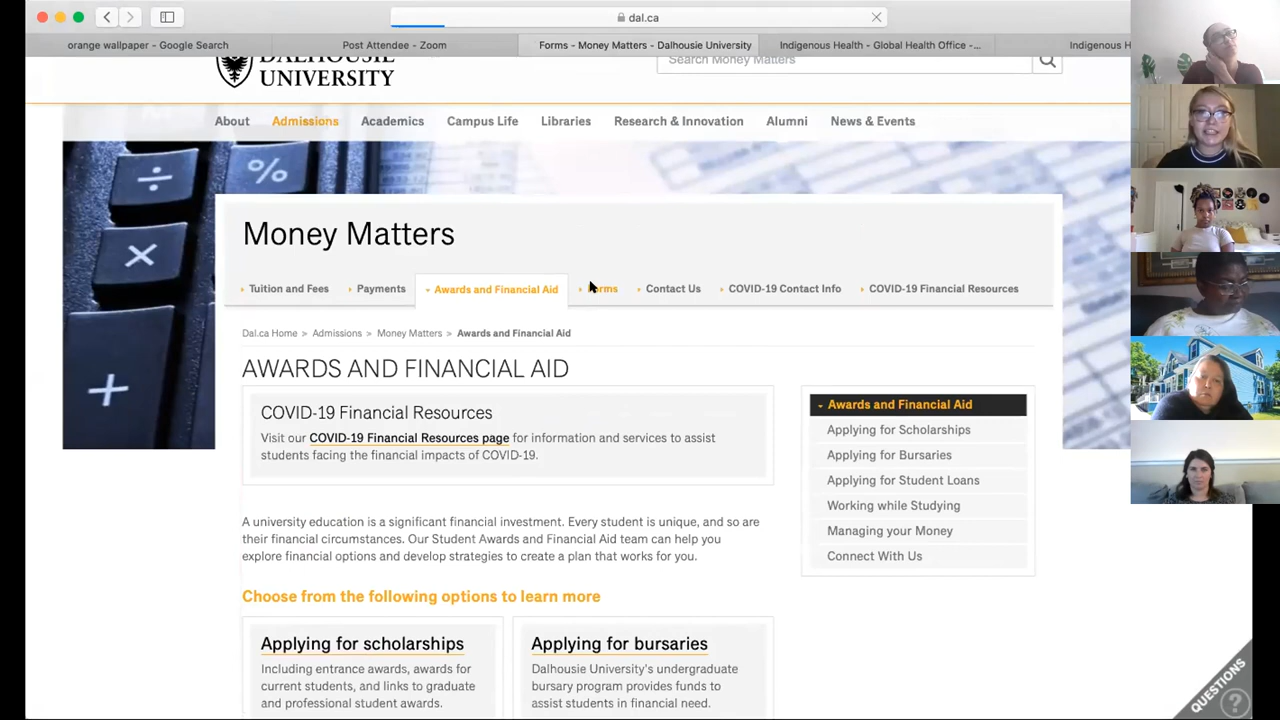 dal.ca
orange wallpaper - Google Search
Post Attendee - Zoom
Forms - Money Matters - Dalhousie University
Indigenous Health - Global Health Office -...
Indigenous H
DALHOUSIE
UNIVERSITY
Search Money Matters
About
Admissions
Academics
Campus Life
Libraries
Research & Innovation
Alumni
News & Events
÷
%
×
+
Money Matters
Tuition and Fees
Payments
Awards and Financial Aid
Forms
Contact Us
COVID-19 Contact Info
COVID-19 Financial Resources
Dal.ca Home > Admissions > Money Matters > Awards and Financial Aid
AWARDS AND FINANCIAL AID
COVID-19 Financial Resources
Visit our COVID-19 Financial Resources page for information and services to assist
students facing the financial impacts of COVID-19.
A university education is a significant financial investment. Every student is unique, and so are
their financial circumstances. Our Student Awards and Financial Aid team can help you
explore financial options and develop strategies to create a plan that works for you.
Choose from the following options to learn more
Applying for scholarships
Including entrance awards, awards for
current students, and links to graduate
and professional student awards.
Applying for bursaries
Dalhousie University's undergraduate
bursary program provides funds to
assist students in financial need.
Awards and Financial Aid
Applying for Scholarships
Applying for Bursaries
Applying for Student Loans
Working while Studying
Managing your Money
Connect With Us
QUESTIONS
?